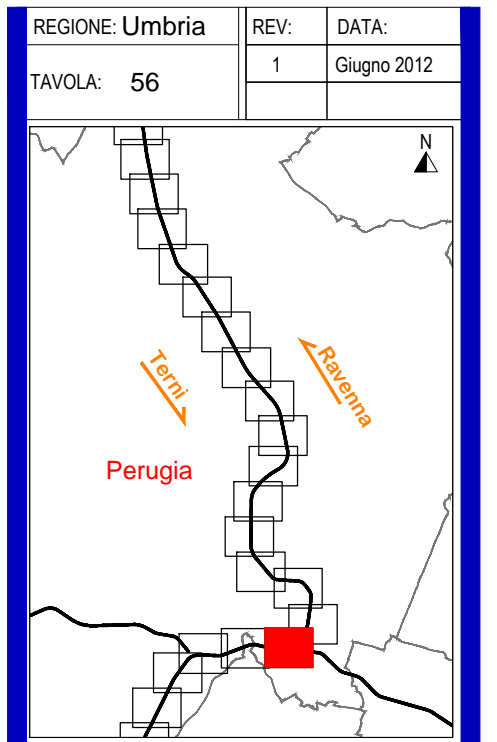 REGIONE: Umbria
REV:
DATA:
TAVOLA: 56
1
Giugno 2012
N
Terni
Ravenna
Perugia